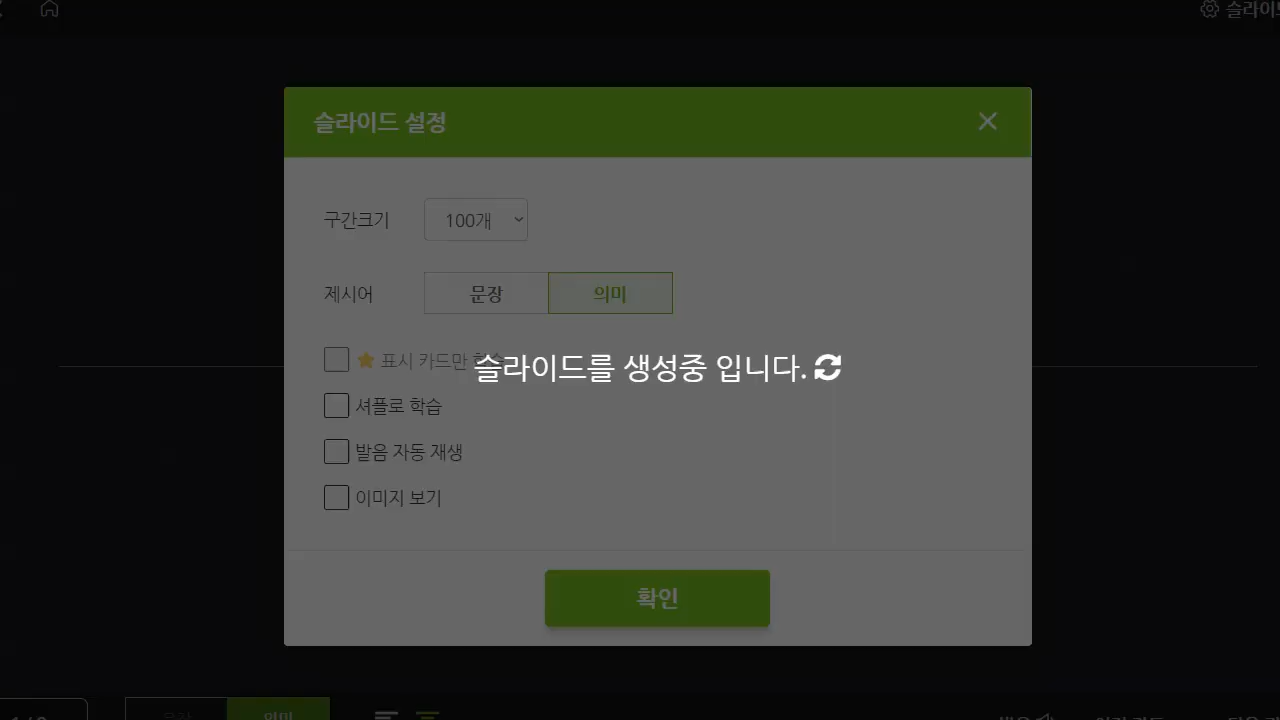 슬라이드 설정
구간크기 100개
제시어 문장 의미
표시 카드만 학습
슬라이드를 생성중 입니다.
셔플로 학습
발음 자동 재생
이미지 보기
확인